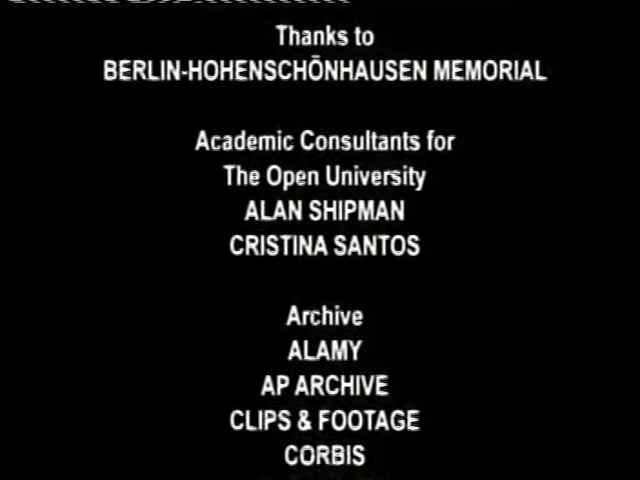 Thanks to
BERLIN-HOHENSCHÖNHAUSEN MEMORIAL
Academic Consultants for
The Open University
ALAN SHIPMAN
CRISTINA SANTOS
Archive
ALAMY
AP ARCHIVE
CLIPS & FOOTAGE
CORBIS